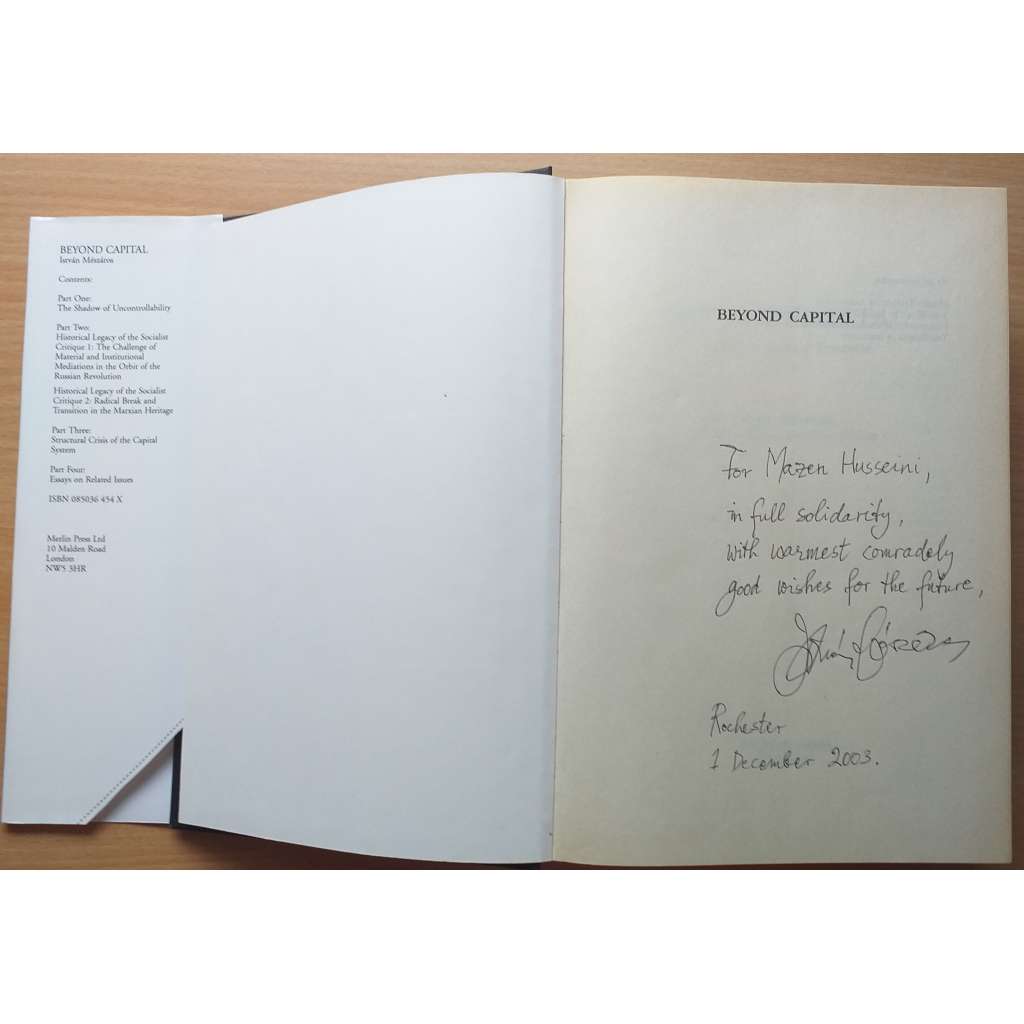 BEYOND CAPITAL
István Mészáros
Contents:
Part One:
The Shadow of Uncontrollability
Part Two:
Historical Legacy of the Socialist
Critique 1: The Challenge of
Material and Institutional
Mediations in the Orbit of the
Russian Revolution
Historical Legacy of the Socialist
Critique 2: Radical Break and
Transition in the Marxian Heritage
Part Three:
Structural Crisis of the Capital
System
Part Four:
Essays on Related Issues
ISBN 085036 454 X
Merlin Press Ltd
10 Malden Road
London
NW5 3HR
BEYOND CAPITAL
For Mazen Husseini,
in full solidarity,
with warmest comradely
good wishes for the future,
István Mészáros
Rochester
1 December 2003.